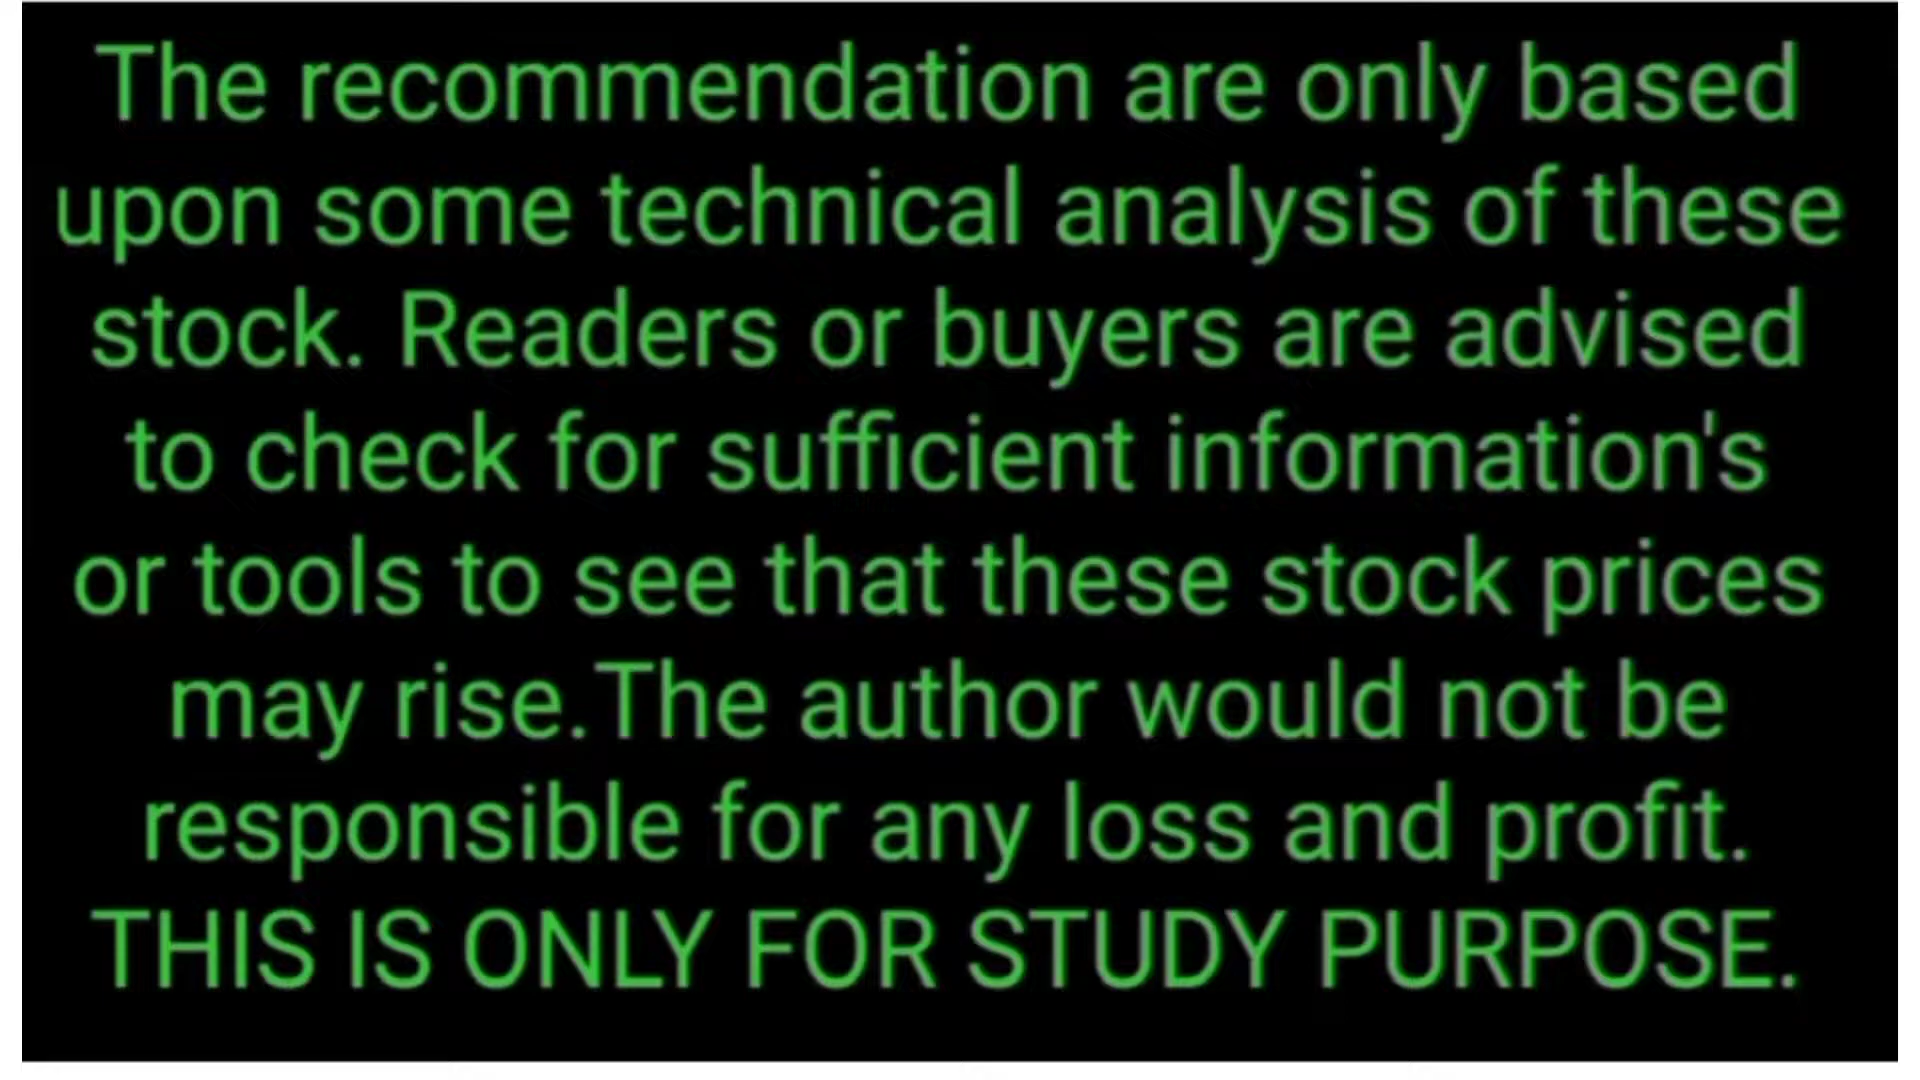 The recommendation are only based
upon some technical analysis of these
stock. Readers or buyers are advised
to check for sufficient information's
or tools to see that these stock prices
may rise.The author would not be
responsible for any loss and profit.
THIS IS ONLY FOR STUDY PURPOSE.